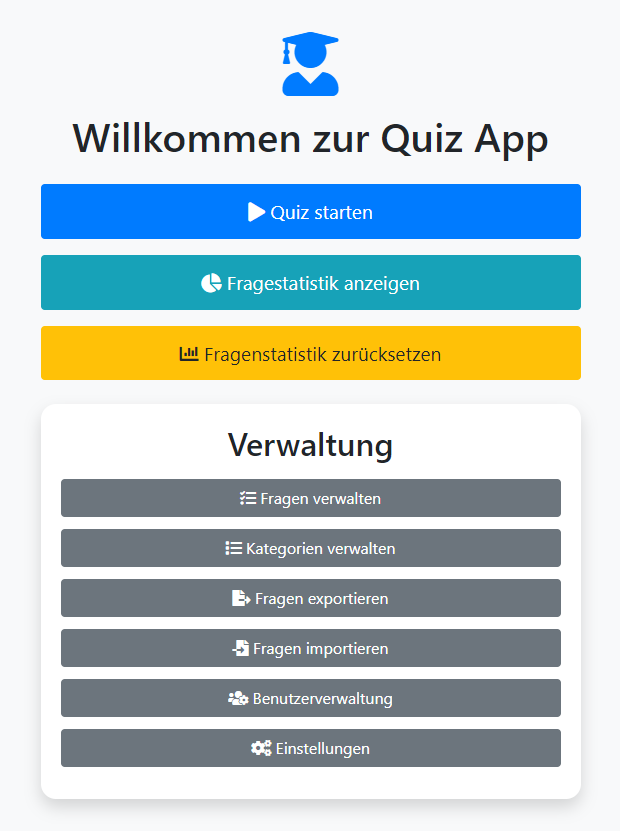 Willkommen zur Quiz App
Quiz starten
Fragestatistik anzeigen
Fragenstatistik zurücksetzen
Verwaltung
Fragen verwalten
Kategorien verwalten
Fragen exportieren
Fragen importieren
Benutzerverwaltung
Einstellungen